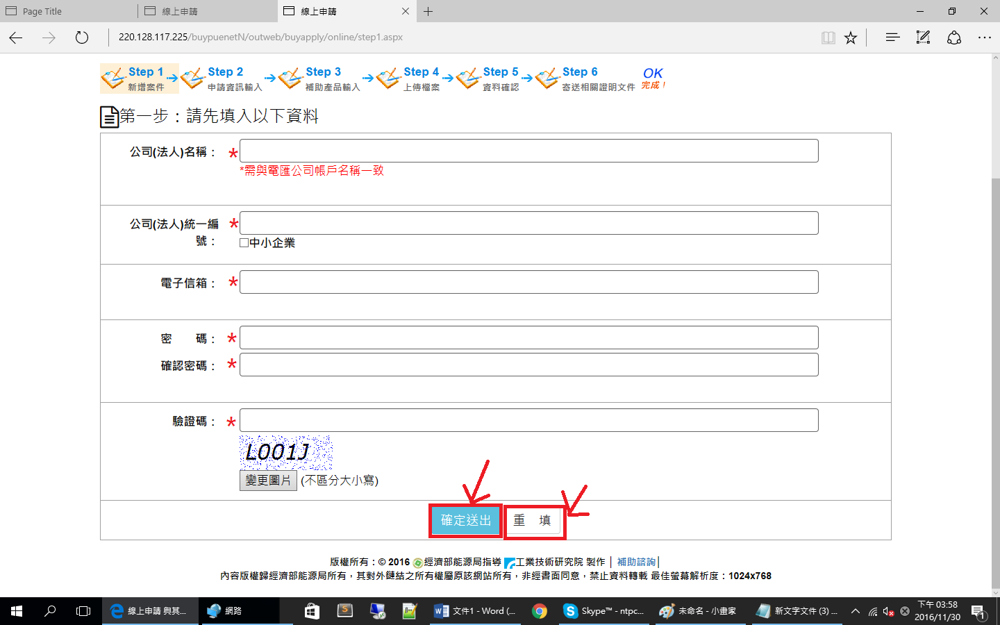 Page Title
線上申請
線上申請
220.128.117.225/buypuenetN/outweb/buyapply/online/step1.aspx
Step 1 Step 2 Step 3 Step 4 Step 5 Step 6 OK
新增案件 申請資訊輸入 補助產品輸入 上傳檔案 資料確認 寄送相關證明文件 完成！
第一步：請先填入以下資料
公司(法人)名稱： *
*需與電匯公司帳戶名稱一致
公司(法人)統一編 *
號：
中小企業
電子信箱： *
密　　碼： *
確認密碼： *
驗證碼： *
L001J
變更圖片 (不區分大小寫)
確定送出 重　填
版權所有：© 2016 經濟部能源局指導 工業技術研究院 製作 | 補助諮詢|
內容版權歸經濟部能源局所有，其對外鏈結之所有權屬原該網站所有，非經書面同意，禁止資料轉載 最佳螢幕解析度：1024x768
線上申請 與其... 網路 文件1 - Word (... Skype™ - ntpc... 未命名 - 小畫家 新文字文件 (3) ... 下午 03:58
2016/11/30
1